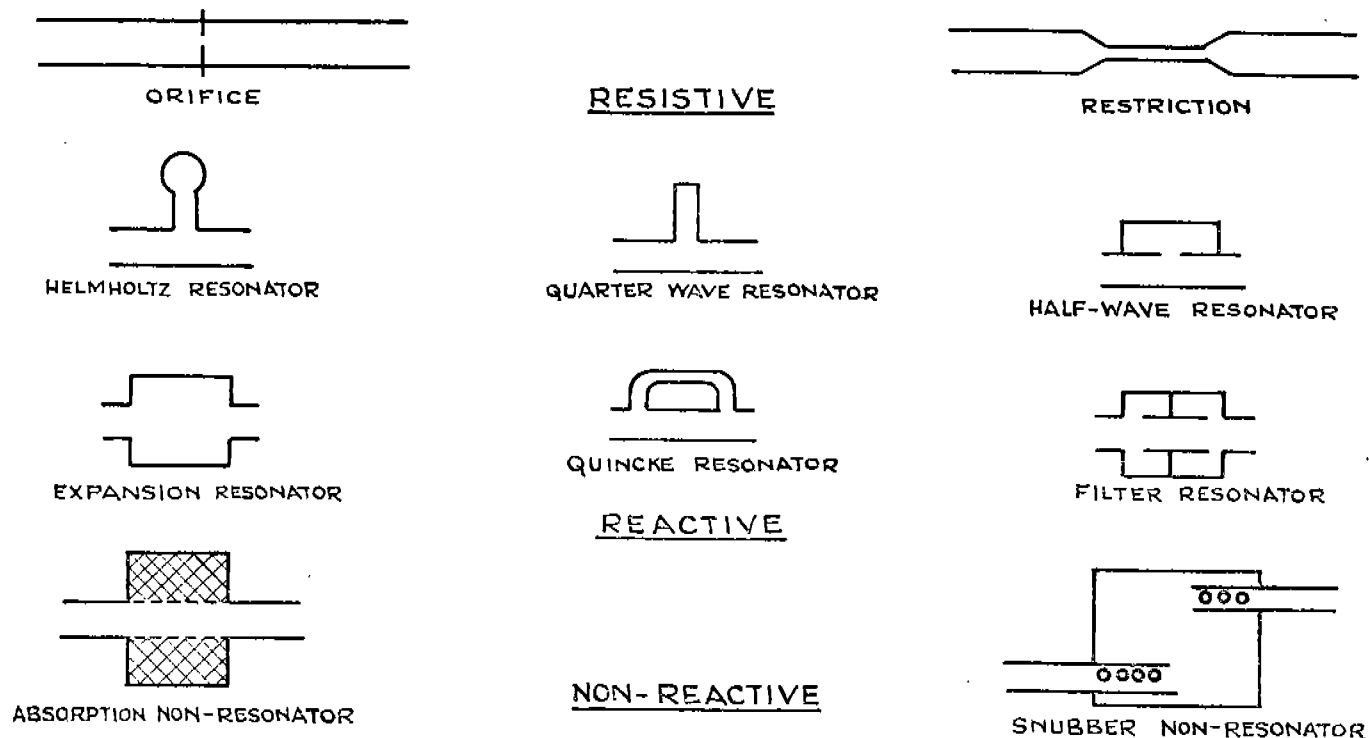 ORIFICE
RESISTIVE
RESTRICTION
HELMHOLTZ RESONATOR
QUARTER WAVE RESONATOR
HALF-WAVE RESONATOR
EXPANSION RESONATOR
QUINCKE RESONATOR
FILTER RESONATOR
REACTIVE
ABSORPTION NON-RESONATOR
NON-REACTIVE
SNUBBER NON-RESONATOR